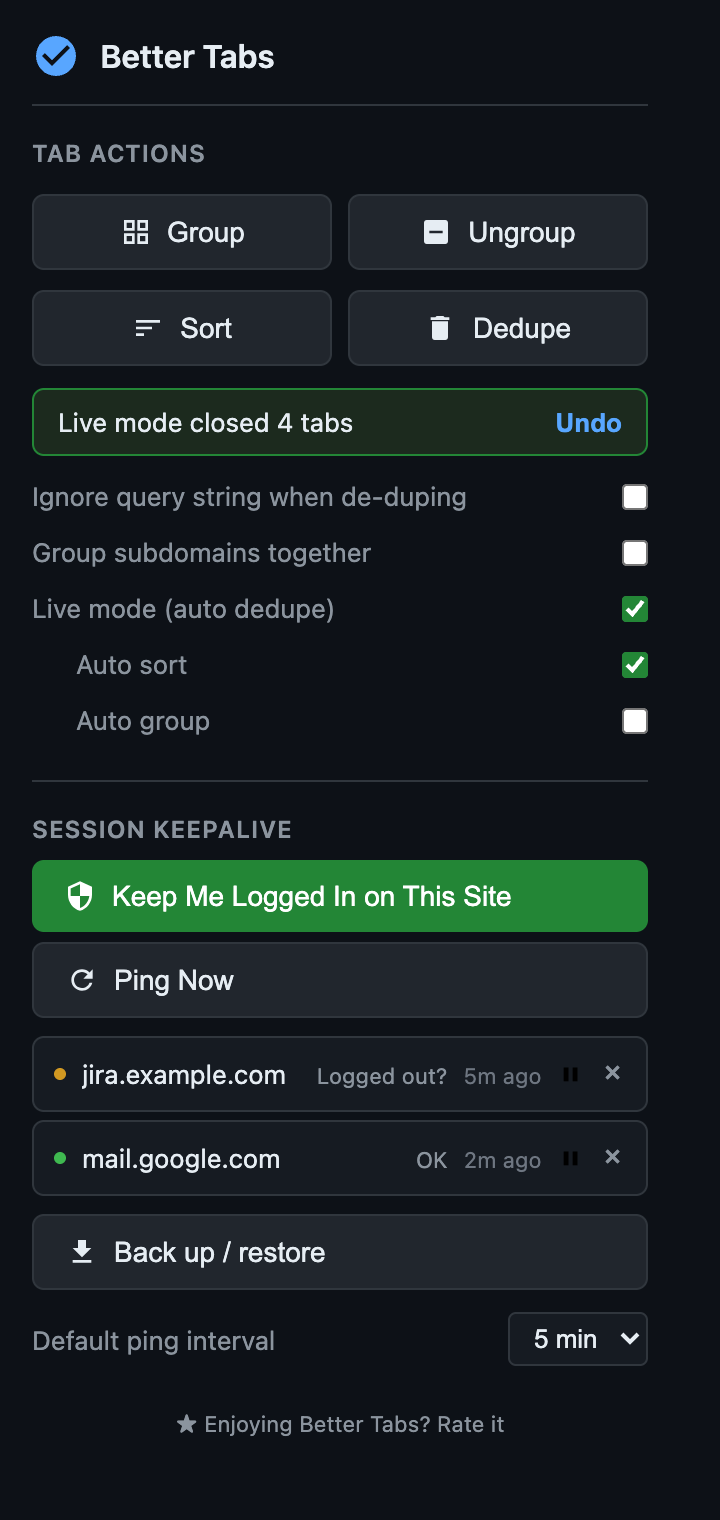 Better Tabs
TAB ACTIONS
Group
Ungroup
Sort
Dedupe
Live mode closed 4 tabs Undo
Ignore query string when de-duping
Group subdomains together
Live mode (auto dedupe)
Auto sort
Auto group
SESSION KEEPALIVE
Keep Me Logged In on This Site
Ping Now
jira.example.com Logged out? 5m ago
mail.google.com OK 2m ago
Back up / restore
Default ping interval 5 min
Enjoying Better Tabs? Rate it